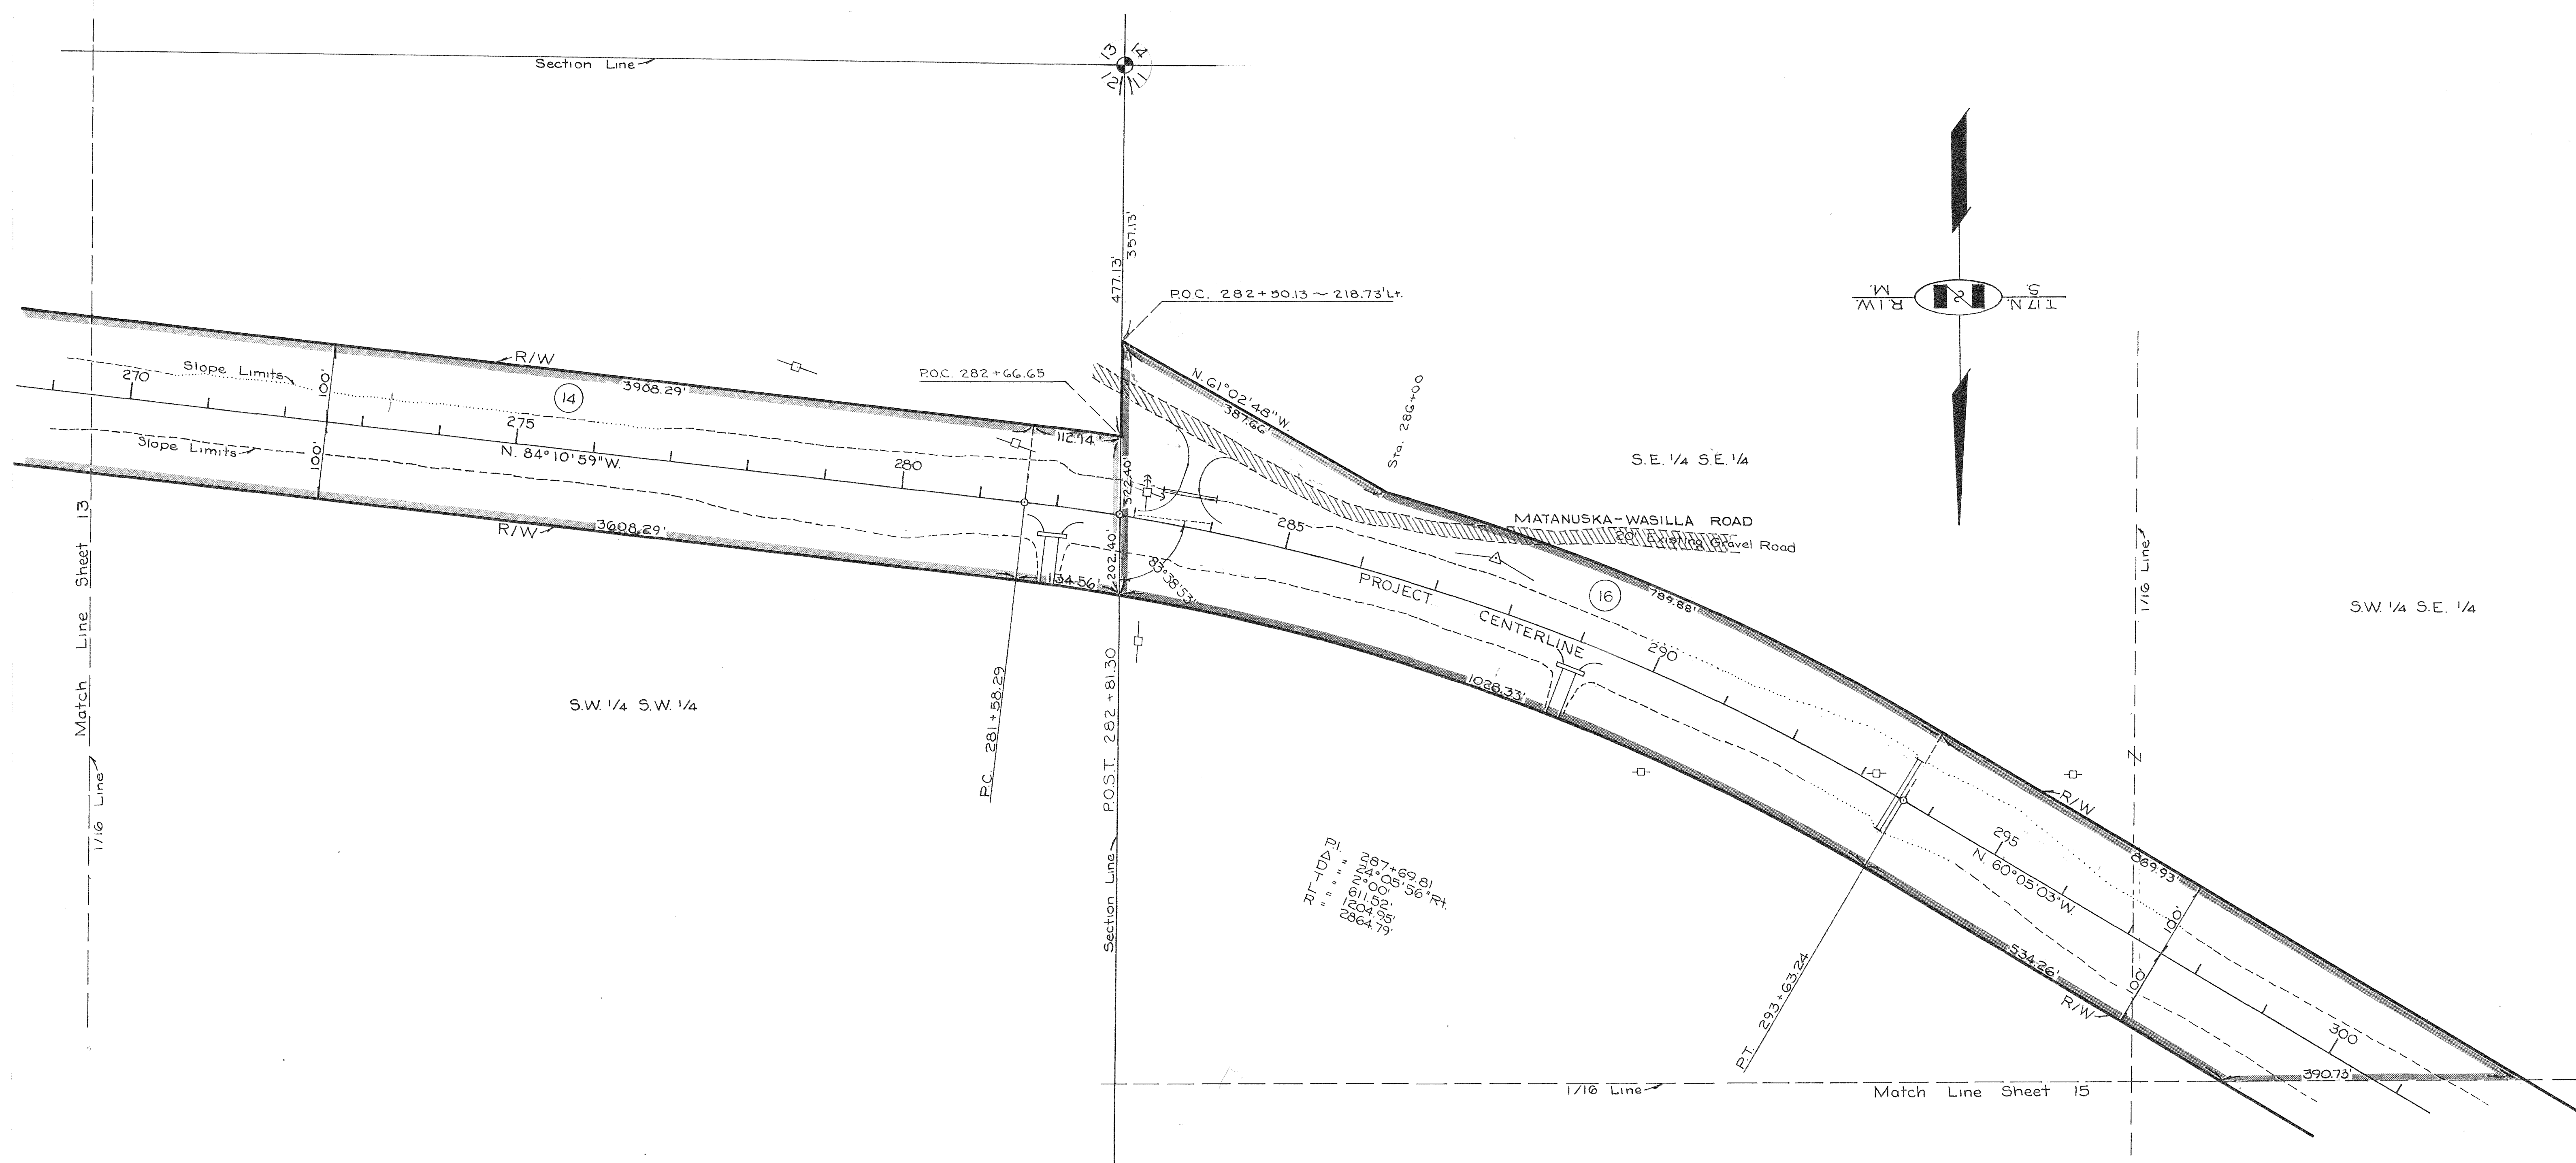 Section Line
13 14
12 11
357.13'
477.13'
P.O.C. 282+50.13 ~ 218.73' Lt.
P.O.C. 282+66.65
R.1W.
M.
T.17N.
S.
2
R/W
3908.29'
14
Slope Limits
270
100'
100'
275
Slope Limits
N. 84°10'59"W.
280
R/W
3608.29'
112.74'
134.56'
322.40'
202.40'
83°38'53"
N. 61°02'48"W.
387.66'
Sta. 286+00
285
MATANUSKA-WASILLA ROAD
20' Existing Gravel Road
S.E. 1/4 S.E. 1/4
S.W. 1/4 S.E. 1/4
1/16 Line
PROJECT CENTERLINE
16
789.88'
290
1028.33'
Match Line Sheet 13
1/16 Line
S.W. 1/4 S.W. 1/4
P.C. 281+58.29
P.O.S.T. 282+81.30
Section Line
P.I. 287+69.81
Δ " 24°05'56" Rt.
D " 2°00'
T " 611.52'
L " 1204.95'
R " 2864.79'
P.T. 293+63.24
R/W
295
869.93'
N. 60°05'03"W.
100'
100'
534.26'
R/W
Z
300
390.73'
1/16 Line
Match Line Sheet 15